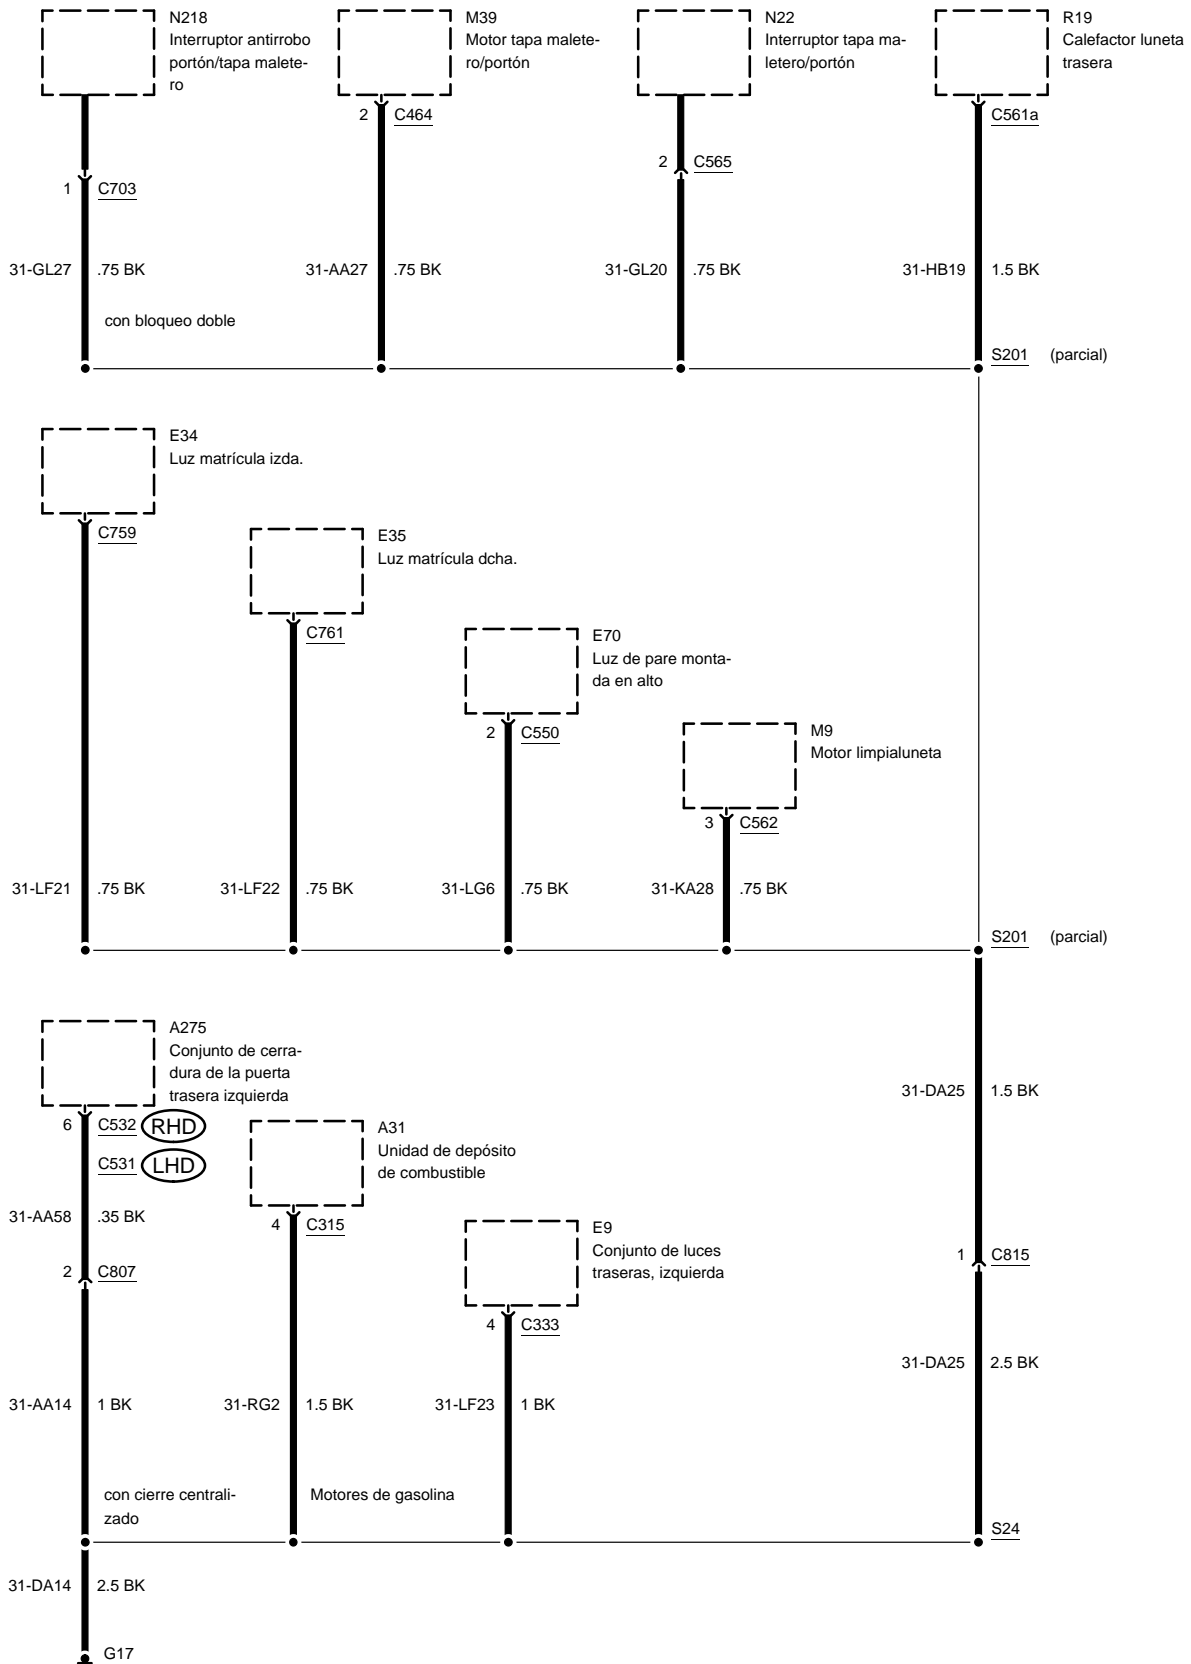 N218
Interruptor antirrobo
portón/tapa malete-
ro
M39
Motor tapa malete-
ro/portón
N22
Interruptor tapa ma-
letero/portón
R19
Calefactor luneta
trasera
2 C464
C561a
2 C565
1 C703
31-GL27 .75 BK
31-AA27 .75 BK
31-GL20 .75 BK
31-HB19 1.5 BK
con bloqueo doble
S201 (parcial)
E34
Luz matrícula izda.
C759
E35
Luz matrícula dcha.
C761
E70
Luz de pare monta-
da en alto
2 C550
M9
Motor limpialuneta
3 C562
31-LF21 .75 BK
31-LF22 .75 BK
31-LG6 .75 BK
31-KA28 .75 BK
S201 (parcial)
A275
Conjunto de cerra-
dura de la puerta
trasera izquierda
6 C532 RHD
C531 LHD
31-AA58 .35 BK
2 C807
A31
Unidad de depósito
de combustible
4 C315
E9
Conjunto de luces
traseras, izquierda
4 C333
31-DA25 1.5 BK
1 C815
31-DA25 2.5 BK
31-AA14 1 BK
31-RG2 1.5 BK
31-LF23 1 BK
con cierre centrali-
zado
Motores de gasolina
S24
31-DA14 2.5 BK
G17